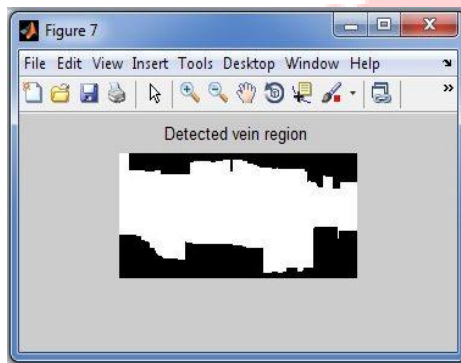 Figure 7
File Edit View Insert Tools Desktop Window Help
Detected vein region